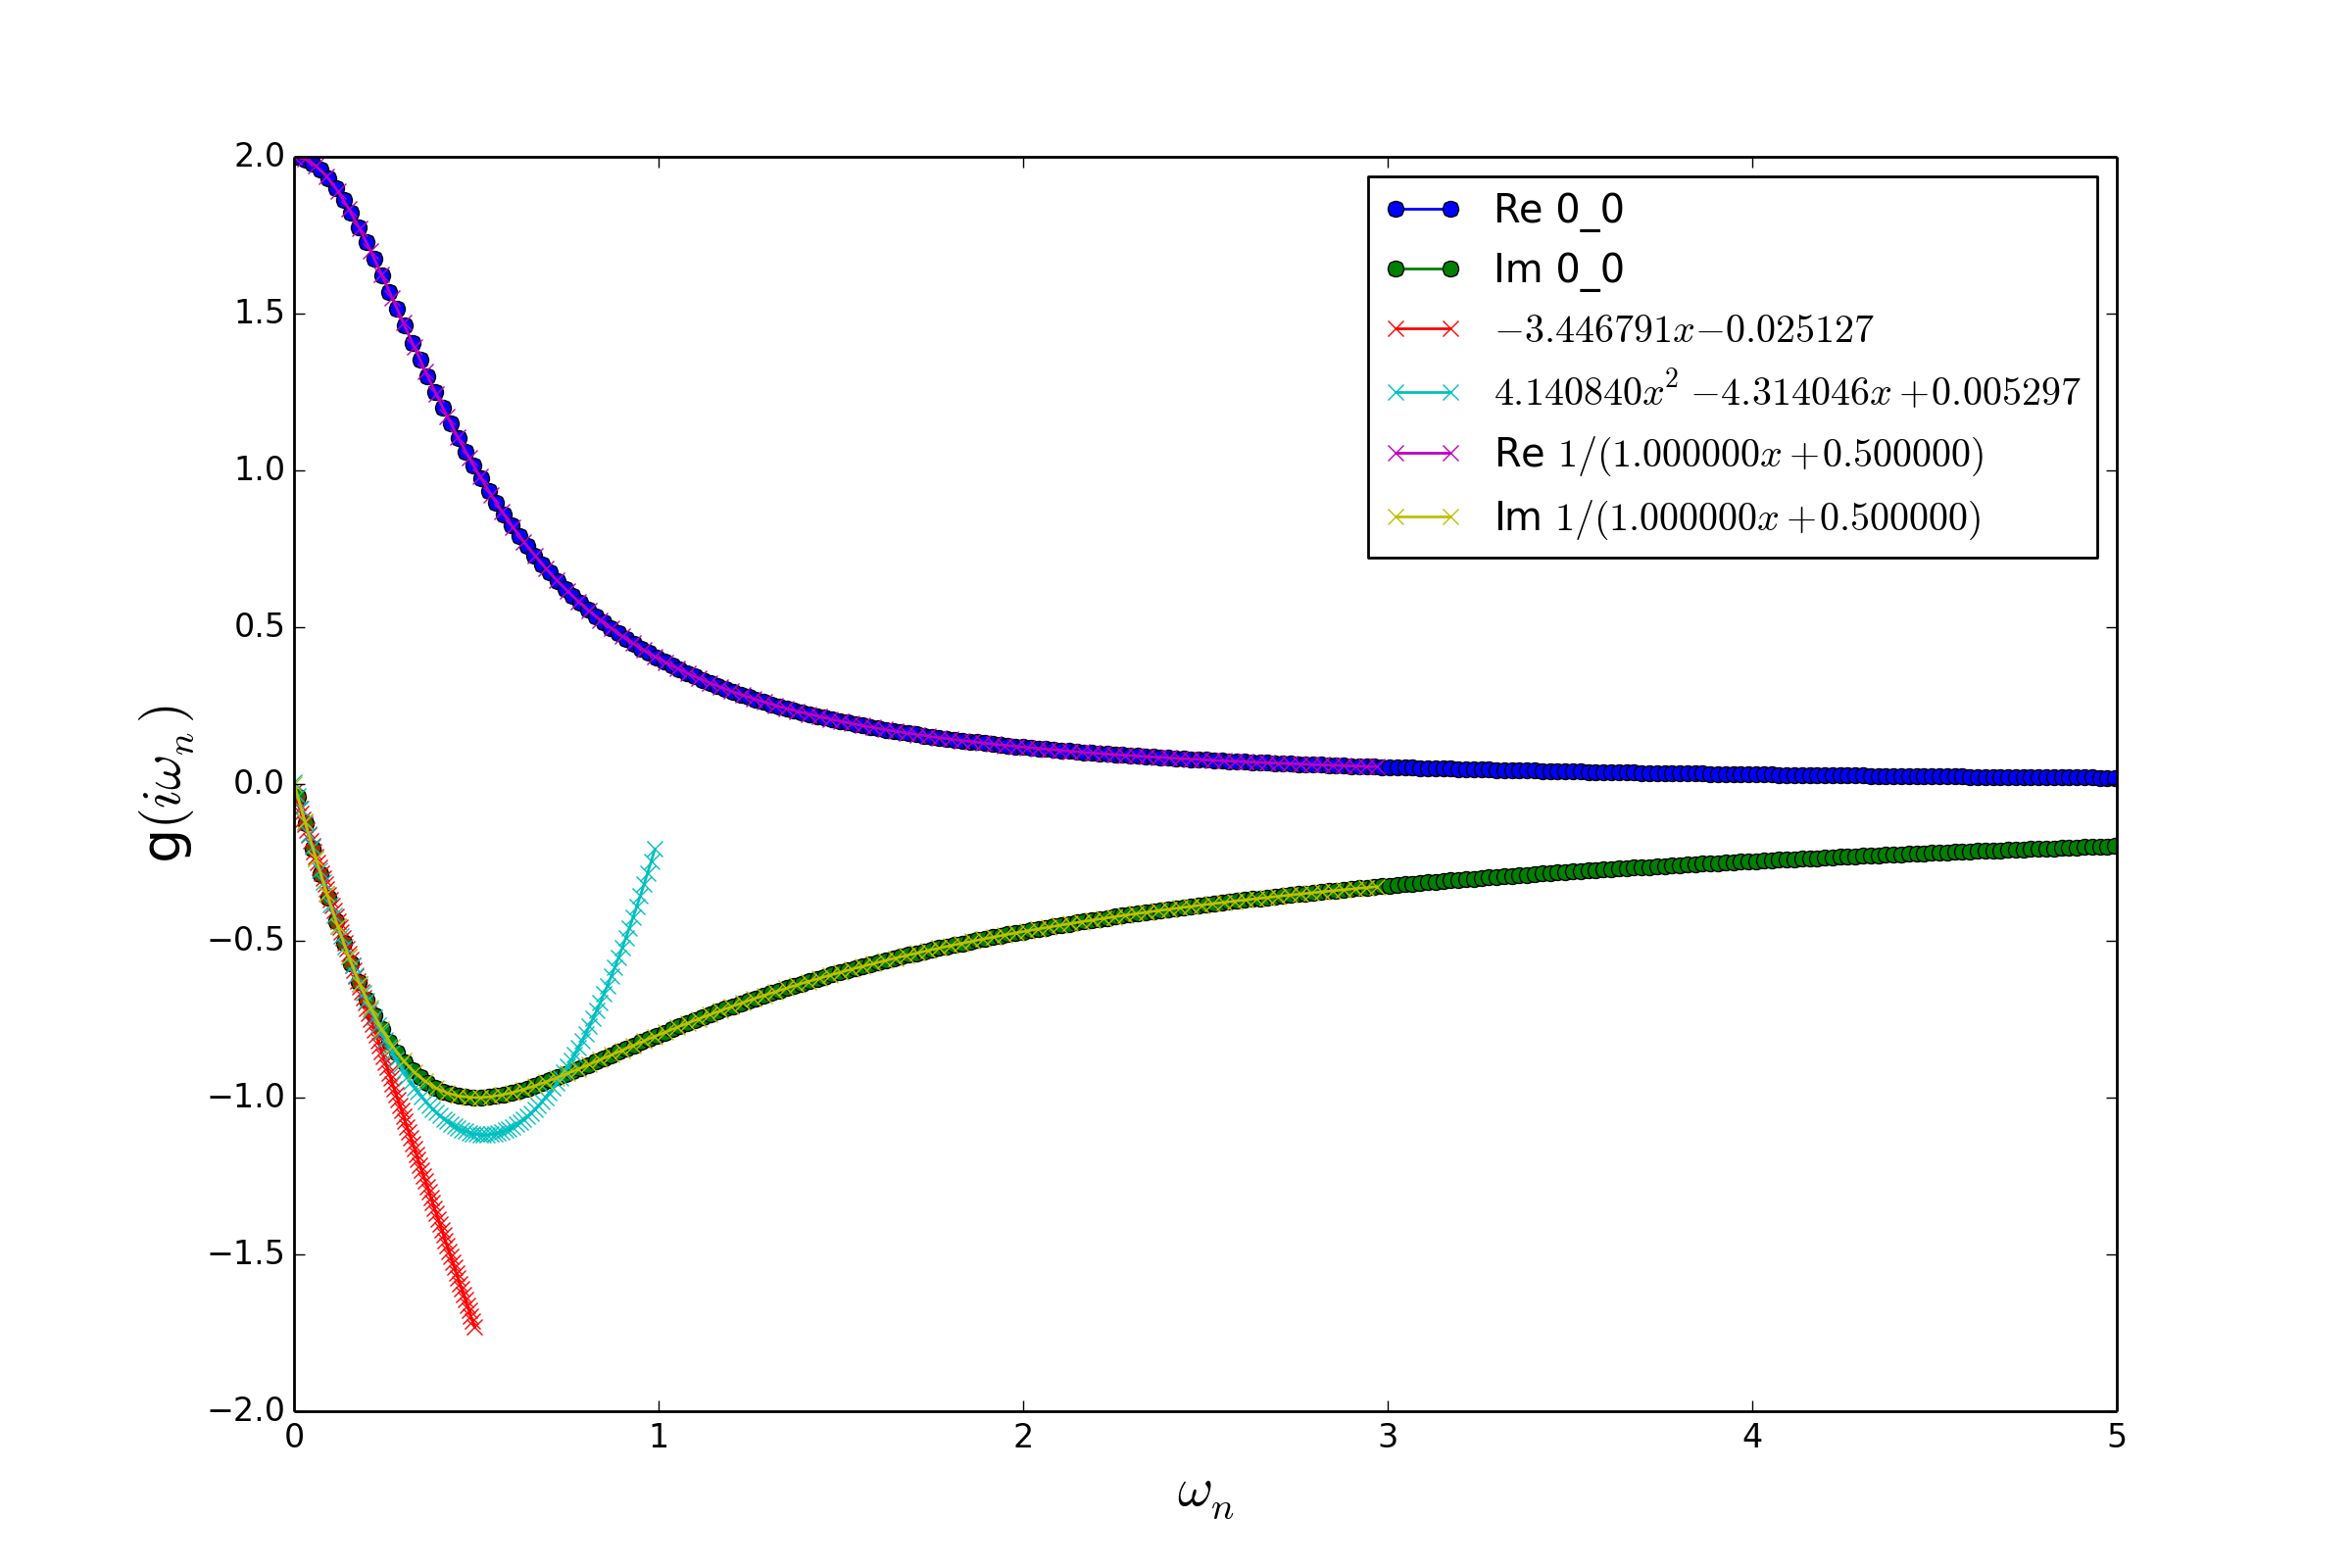 2.0
1.5
1.0
0.5
0.0
−0.5
−1.0
−1.5
−2.0
0 1 2 3 4 5
g(iωₙ)
ωₙ
Re 0_0
Im 0_0
−3.446791x−0.025127
4.140840x² −4.314046x+0.005297
Re 1/(1.000000x+0.500000)
Im 1/(1.000000x+0.500000)